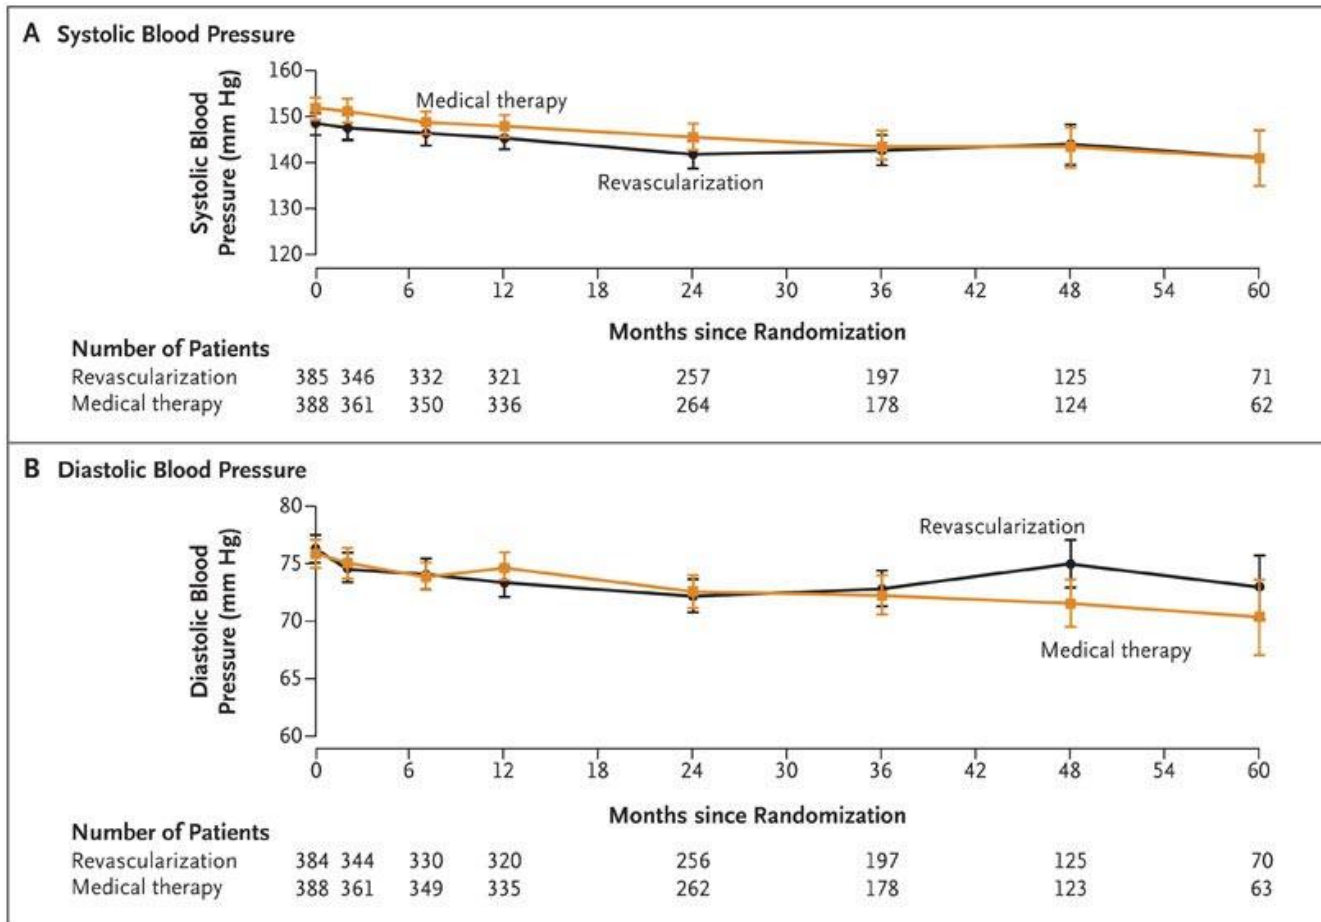 A Systolic Blood Pressure
Systolic Blood
Pressure (mm Hg)
160
150
140
130
120
Medical therapy
Revascularization
0 6 12 18 24 30 36 42 48 54 60
Months since Randomization
Number of Patients
Revascularization 385 346 332 321 257 197 125 71
Medical therapy 388 361 350 336 264 178 124 62
B Diastolic Blood Pressure
Diastolic Blood
Pressure (mm Hg)
80
75
70
65
60
Revascularization
Medical therapy
0 6 12 18 24 30 36 42 48 54 60
Months since Randomization
Number of Patients
Revascularization 384 344 330 320 256 197 125 70
Medical therapy 388 361 349 335 262 178 123 63